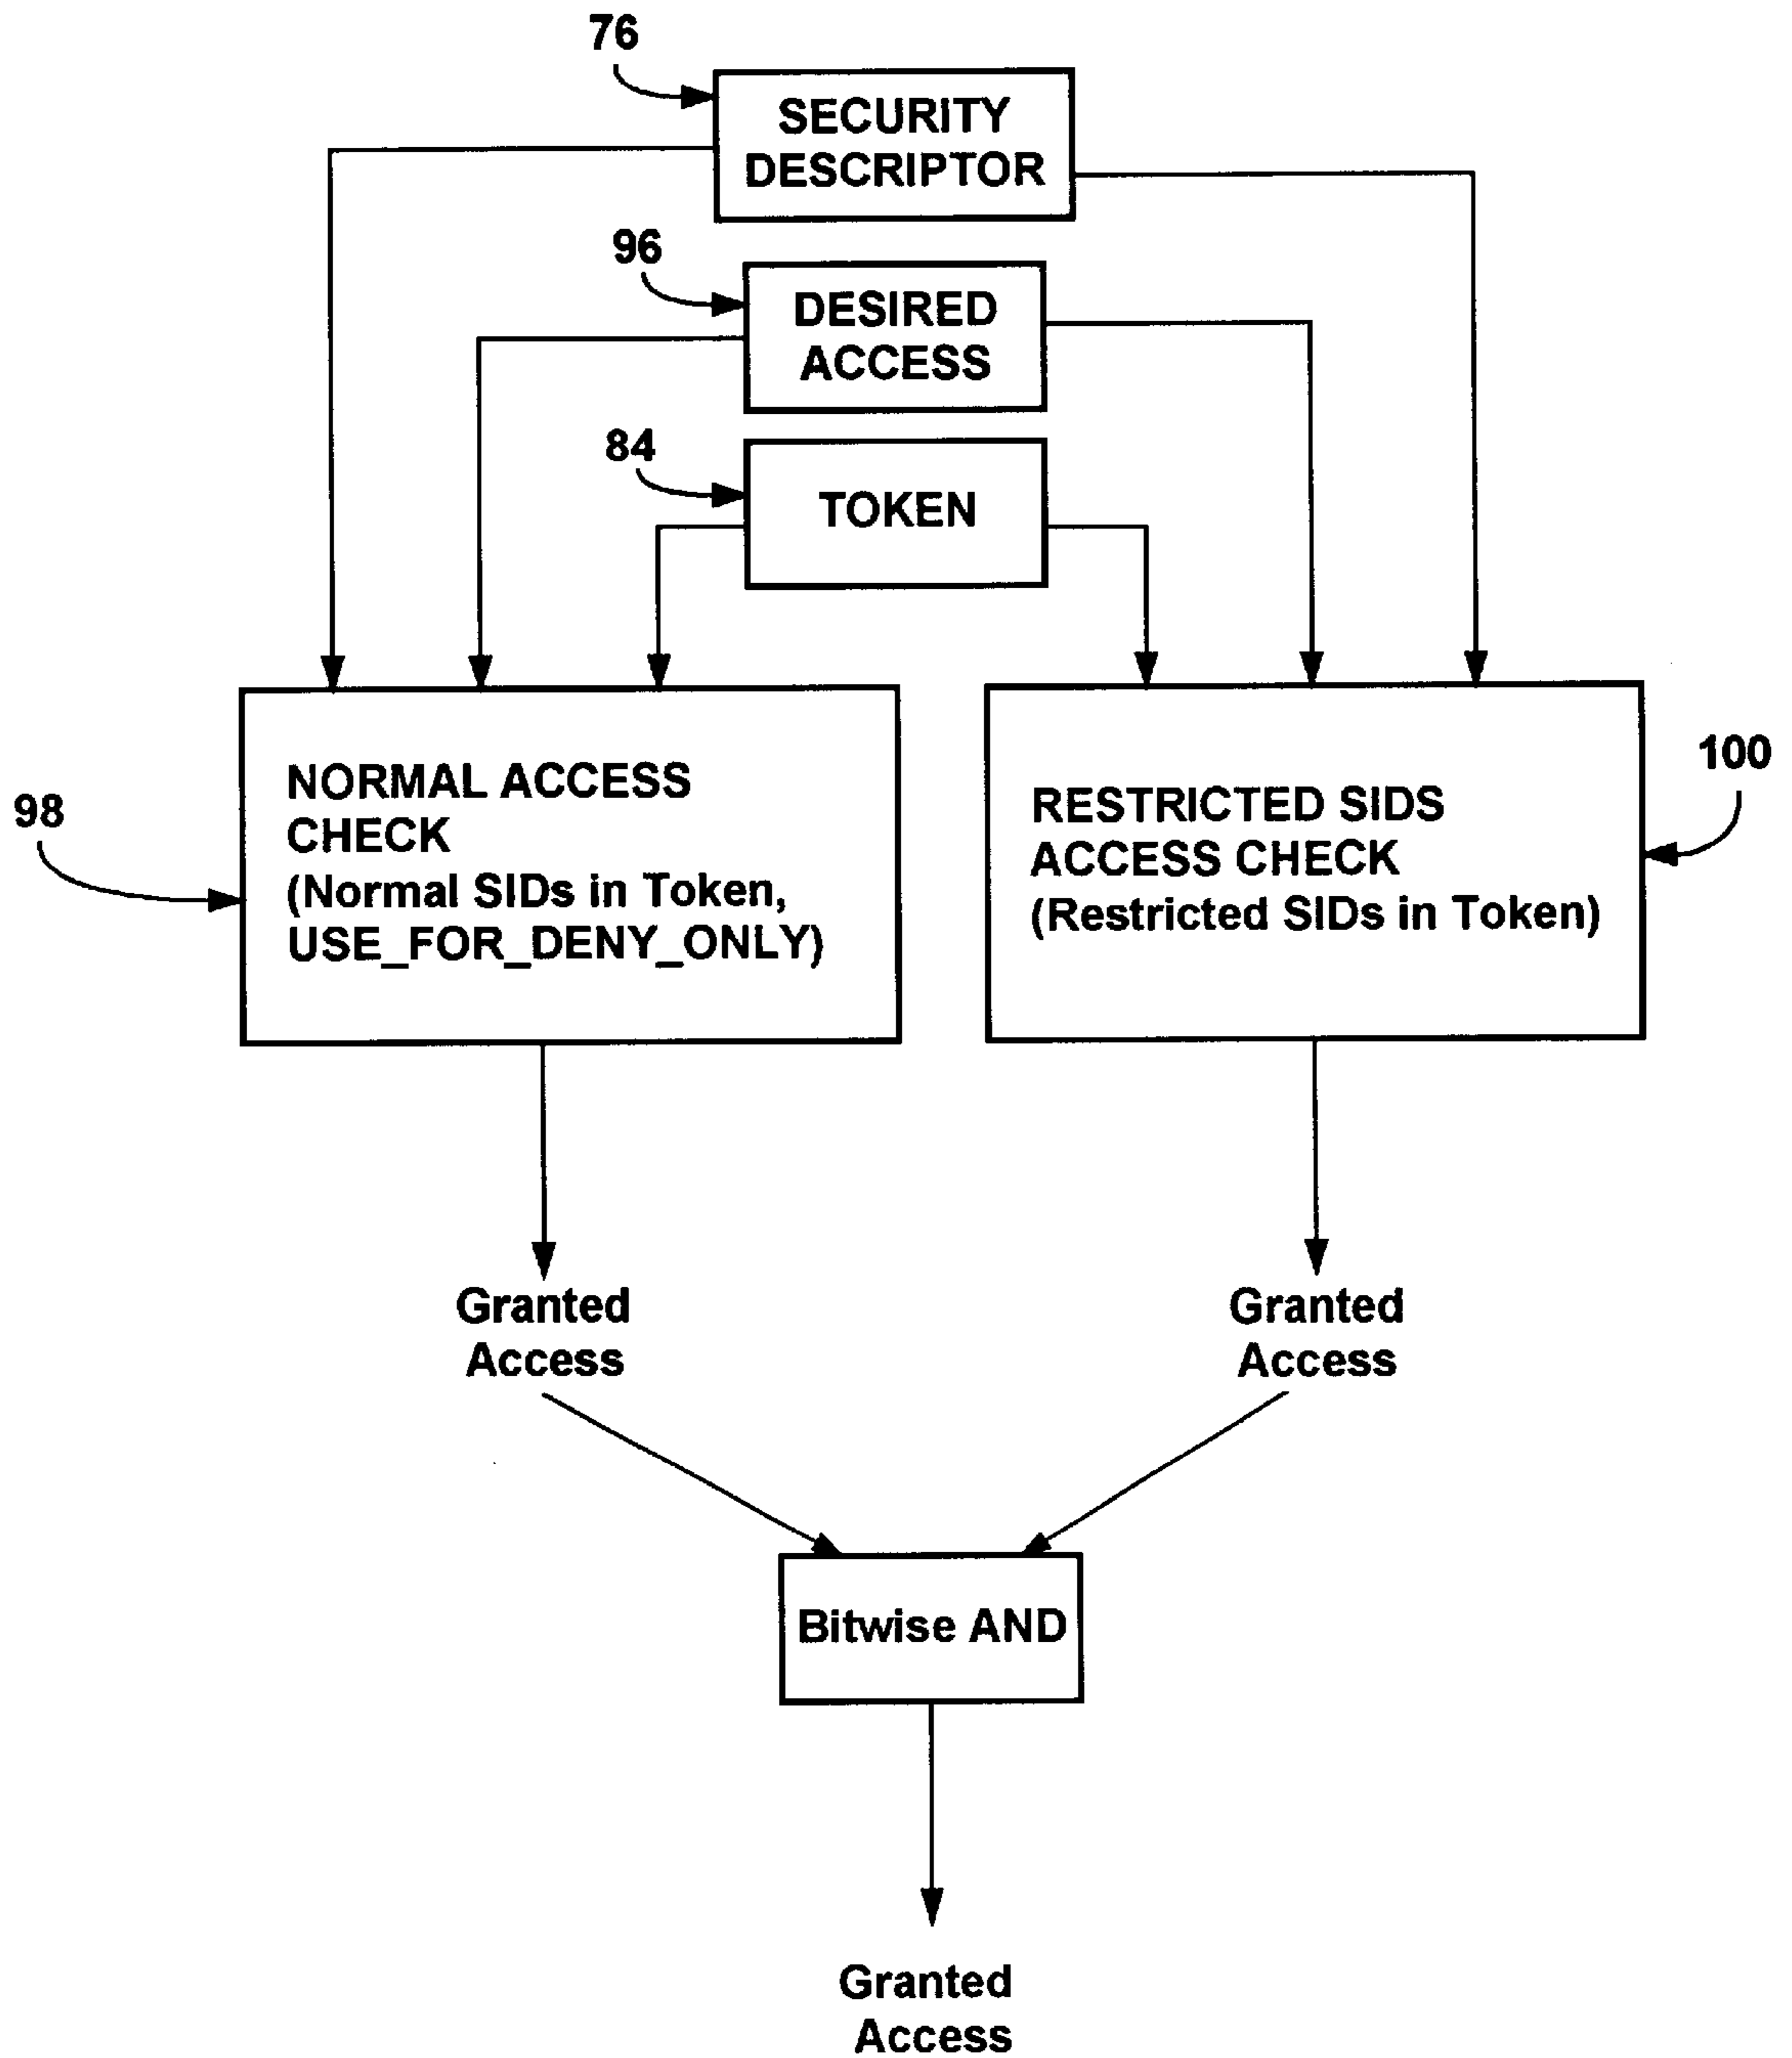 76
SECURITY
DESCRIPTOR
96
DESIRED
ACCESS
84
TOKEN
98
NORMAL ACCESS
CHECK
(Normal SIDs in Token,
USE_FOR_DENY_ONLY)
100
RESTRICTED SIDS
ACCESS CHECK
(Restricted SIDs in Token)
Granted
Access
Granted
Access
Bitwise AND
Granted
Access